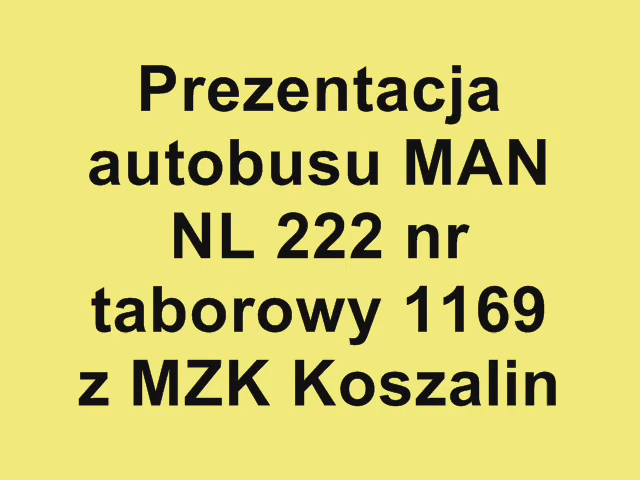 Prezentacja
autobusu MAN
NL 222 nr
taborowy 1169
z MZK Koszalin